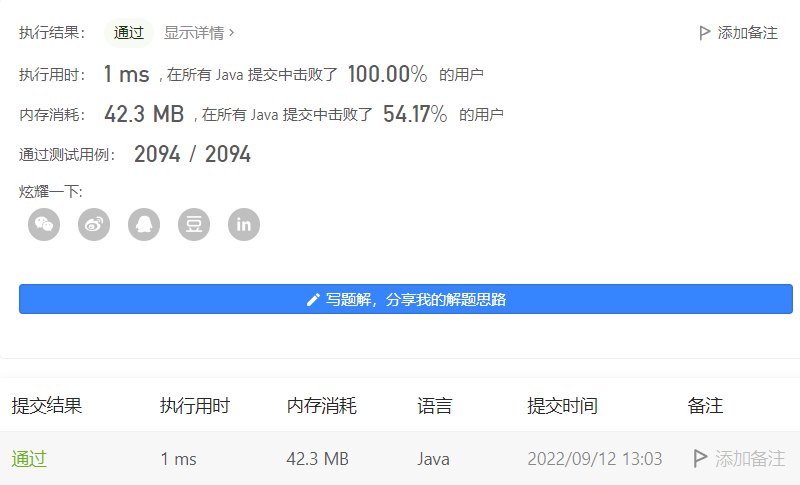 执行结果： 通过 显示详情 › 添加备注
执行用时： 1 ms , 在所有 Java 提交中击败了 100.00% 的用户
内存消耗： 42.3 MB , 在所有 Java 提交中击败了 54.17% 的用户
通过测试用例： 2094 / 2094
炫耀一下:
豆 in
写题解，分享我的解题思路
提交结果 执行用时 内存消耗 语言 提交时间 备注
通过 1 ms 42.3 MB Java 2022/09/12 13:03 添加备注